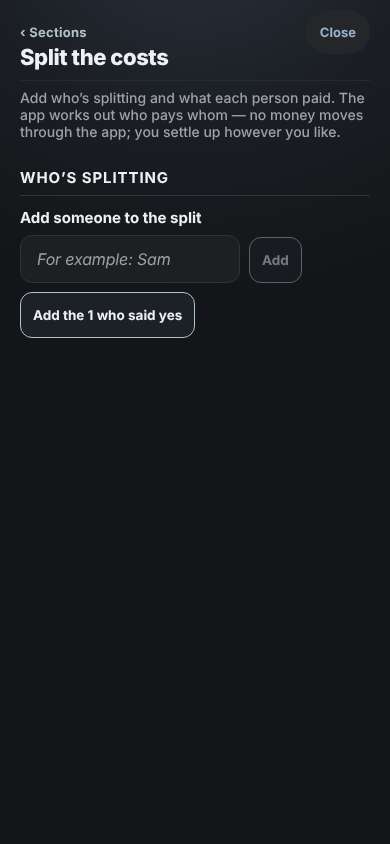 ‹ Sections
Close
Split the costs
Add who’s splitting and what each person paid. The
app works out who pays whom — no money moves
through the app; you settle up however you like.
WHO’S SPLITTING
Add someone to the split
For example: Sam
Add
Add the 1 who said yes